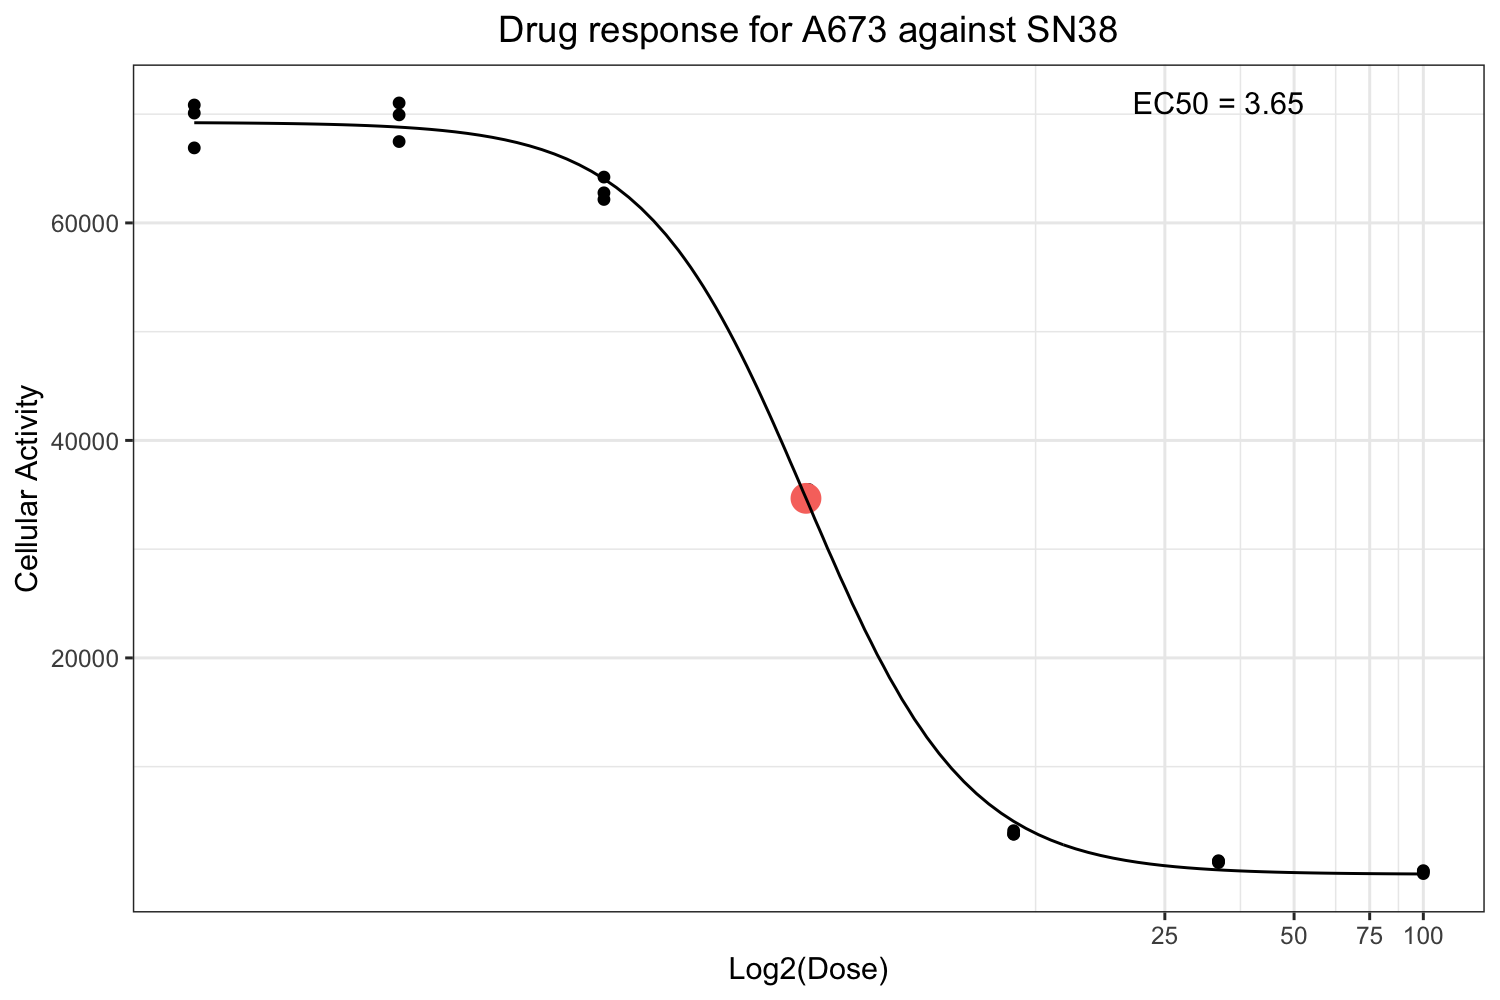 Drug response for A673 against SN38
EC50 = 3.65
Cellular Activity
60000
40000
20000
25 50 75 100
Log2(Dose)